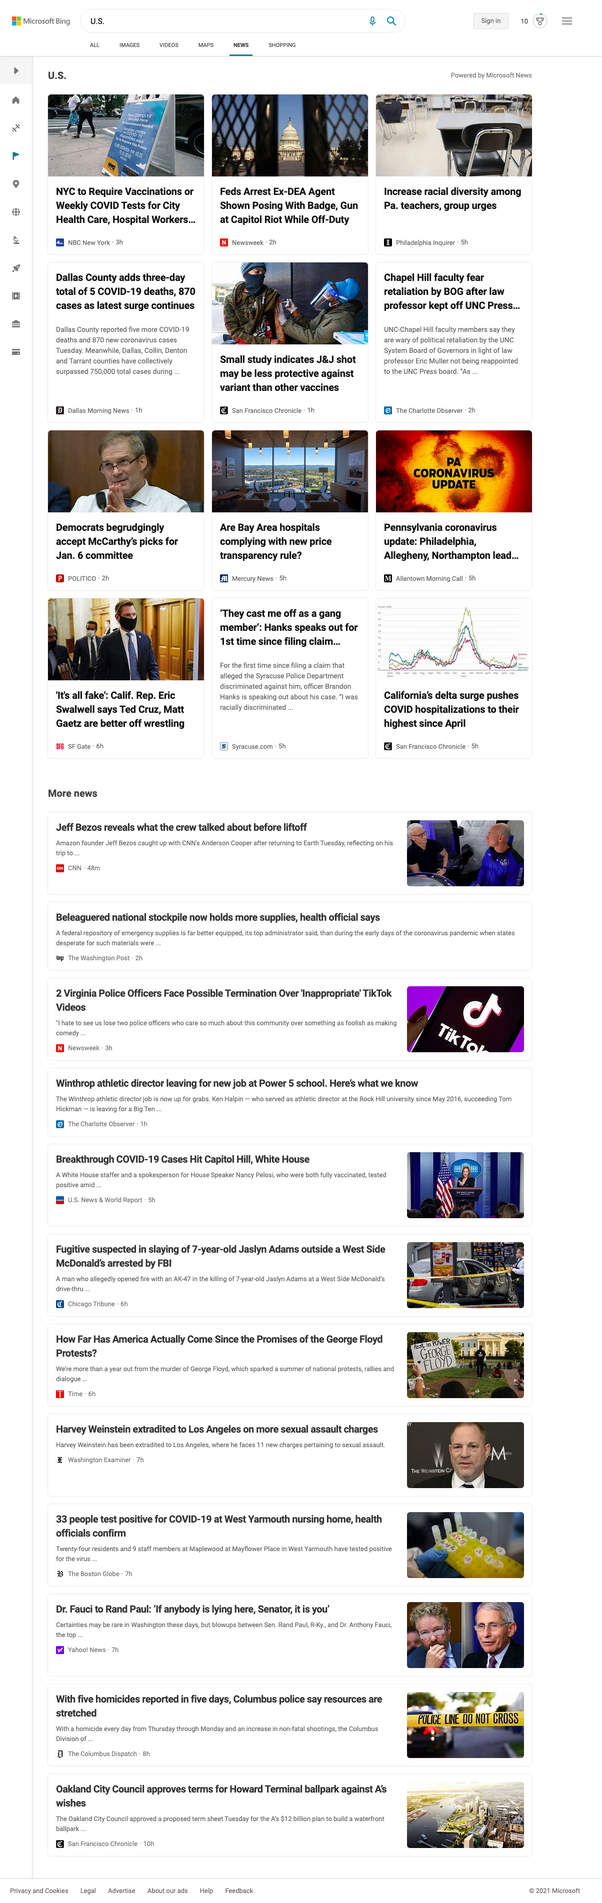 Microsoft Bing
U.S.
Sign in
10
ALL
IMAGES
VIDEOS
MAPS
NEWS
SHOPPING
U.S.
Powered by Microsoft News
NYC to Require Vaccinations or
Weekly COVID Tests for City
Health Care, Hospital Workers...
NBC New York · 3h
Feds Arrest Ex-DEA Agent
Shown Posing With Badge, Gun
at Capitol Riot While Off-Duty
Newsweek · 2h
Increase racial diversity among
Pa. teachers, group urges
Philadelphia Inquirer · 5h
Dallas County adds three-day
total of 5 COVID-19 deaths, 870
cases as latest surge continues
Dallas County reported five more COVID-19
deaths and 870 new coronavirus cases
Tuesday. Meanwhile, Dallas, Collin, Denton
and Tarrant counties have collectively
surpassed 750,000 total cases during ...
Dallas Morning News · 1h
Small study indicates J&J shot
may be less protective against
variant than other vaccines
San Francisco Chronicle · 1h
Chapel Hill faculty fear
retaliation by BOG after law
professor kept off UNC Press...
UNC-Chapel Hill faculty members say they
are wary of political retaliation by the UNC
System Board of Governors in light of law
professor Eric Muller not being reappointed
to the UNC Press board. "As ...
The Charlotte Observer · 2h
Democrats begrudgingly
accept McCarthy's picks for
Jan. 6 committee
POLITICO · 2h
Are Bay Area hospitals
complying with new price
transparency rule?
Mercury News · 5h
PA
CORONAVIRUS
UPDATE
Pennsylvania coronavirus
update: Philadelphia,
Allegheny, Northampton lead...
Allentown Morning Call · 5h
'It's all fake': Calif. Rep. Eric
Swalwell says Ted Cruz, Matt
Gaetz are better off wrestling
SF Gate · 6h
'They cast me off as a gang
member': Hanks speaks out for
1st time since filing claim...
For the first time since filing a claim that
alleged the Syracuse Police Department
discriminated against him, officer Brandon
Hanks is speaking out about his case. "I was
racially discriminated ...
Syracuse.com · 5h
California's delta surge pushes
COVID hospitalizations to their
highest since April
San Francisco Chronicle · 5h
More news
Jeff Bezos reveals what the crew talked about before liftoff
Amazon founder Jeff Bezos caught up with CNN's Anderson Cooper after returning to Earth Tuesday, reflecting on his
trip to ...
CNN · 48m
Beleaguered national stockpile now holds more supplies, health official says
A federal repository of emergency supplies is far better equipped, its top administrator said, than during the early days of the coronavirus pandemic when states
desperate for such materials were ...
The Washington Post · 2h
2 Virginia Police Officers Face Possible Termination Over 'Inappropriate' TikTok
Videos
"I hate to see us lose two police officers who care so much about this community over something as foolish as making
comedy ...
Newsweek · 3h
TikTok
Winthrop athletic director leaving for new job at Power 5 school. Here's what we know
The Winthrop athletic director job is now up for grabs. Ken Halpin — who served as athletic director at the Rock Hill university since May 2016, succeeding Tom
Hickman — is leaving for a Big Ten ...
The Charlotte Observer · 1h
Breakthrough COVID-19 Cases Hit Capitol Hill, White House
A White House staffer and a spokesperson for House Speaker Nancy Pelosi, who were both fully vaccinated, tested
positive amid ...
U.S. News & World Report · 5h
Fugitive suspected in slaying of 7-year-old Jaslyn Adams outside a West Side
McDonald's arrested by FBI
A man who allegedly opened fire with an AK-47 in the killing of 7-year-old Jaslyn Adams at a West Side McDonald's
drive-thru ...
Chicago Tribune · 6h
How Far Has America Actually Come Since the Promises of the George Floyd
Protests?
We're more than a year out from the murder of George Floyd, which sparked a summer of national protests, rallies and
dialogue ...
Time · 6h
POWER
GEORGE
FLOYD
Harvey Weinstein extradited to Los Angeles on more sexual assault charges
Harvey Weinstein has been extradited to Los Angeles, where he faces 11 new charges pertaining to sexual assault.
Washington Examiner · 7h
THE WEINSTEIN
33 people test positive for COVID-19 at West Yarmouth nursing home, health
officials confirm
Twenty-four residents and 9 staff members at Maplewood at Mayflower Place in West Yarmouth have tested positive
for the virus ...
The Boston Globe · 7h
Dr. Fauci to Rand Paul: 'If anybody is lying here, Senator, it is you'
Certainties may be rare in Washington these days, but blowups between Sen. Rand Paul, R-Ky., and Dr. Anthony Fauci,
the top ...
Yahoo! News · 7h
With five homicides reported in five days, Columbus police say resources are
stretched
With a homicide every day from Thursday through Monday and an increase in non-fatal shootings, the Columbus
Division of ...
The Columbus Dispatch · 8h
POLICE LINE DO NOT CROSS
Oakland City Council approves terms for Howard Terminal ballpark against A's
wishes
The Oakland City Council approved a proposed term sheet Tuesday for the A's $12 billion plan to build a waterfront
ballpark ...
San Francisco Chronicle · 10h
Privacy and Cookies
Legal
Advertise
About our ads
Help
Feedback
© 2021 Microsoft